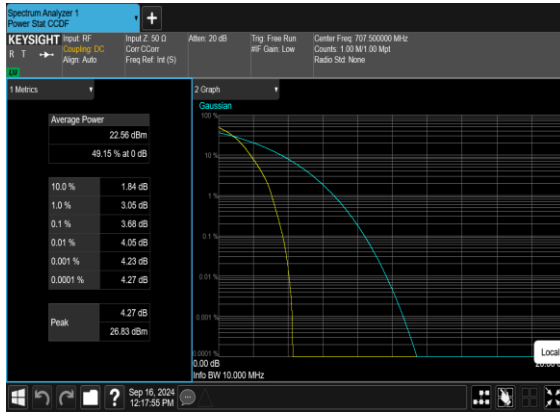 Spectrum Analyzer 1
Power Stat CCDF
KEYSIGHT
R T
LU
Input: RF
Coupling: DC
Align: Auto
Input Z: 50 Ω
Corr CCorr
Freq Ref: Int (S)
Atten: 20 dB
Trig: Free Run
#IF Gain: Low
Center Freq: 707.500000 MHz
Counts: 1.00 M/1.00 Mpt
Radio Std: None
1 Metrics
Average Power
22.56 dBm
49.15 % at 0 dB
10.0 % 1.84 dB
1.0 % 3.05 dB
0.1 % 3.68 dB
0.01 % 4.05 dB
0.001 % 4.23 dB
0.0001 % 4.27 dB
Peak
4.27 dB
26.83 dBm
2 Graph
Gaussian
100 %
10 %
1 %
0.1 %
0.01 %
0.001 %
0.0001 %
0.00 dB
Info BW 10.000 MHz
Local
Sep 16, 2024
12:17:55 PM